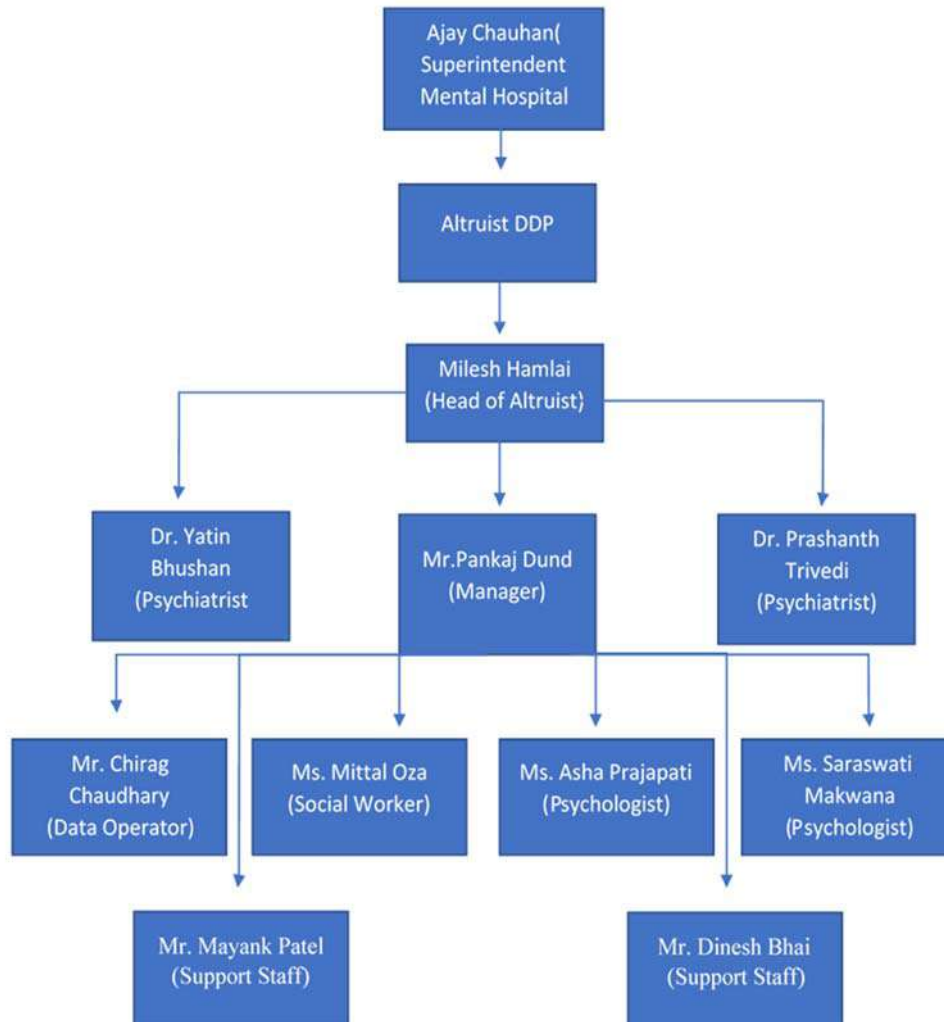 Ajay Chauhan(
Superintendent
Mental Hospital
Altruist DDP
Milesh Hamlai
(Head of Altruist)
Dr. Yatin
Bhushan
(Psychiatrist
Mr.Pankaj Dund
(Manager)
Dr. Prashanth
Trivedi
(Psychiatrist)
Mr. Chirag
Chaudhary
(Data Operator)
Ms. Mittal Oza
(Social Worker)
Ms. Asha Prajapati
(Psychologist)
Ms. Saraswati
Makwana
(Psychologist)
Mr. Mayank Patel
(Support Staff)
Mr. Dinesh Bhai
(Support Staff)